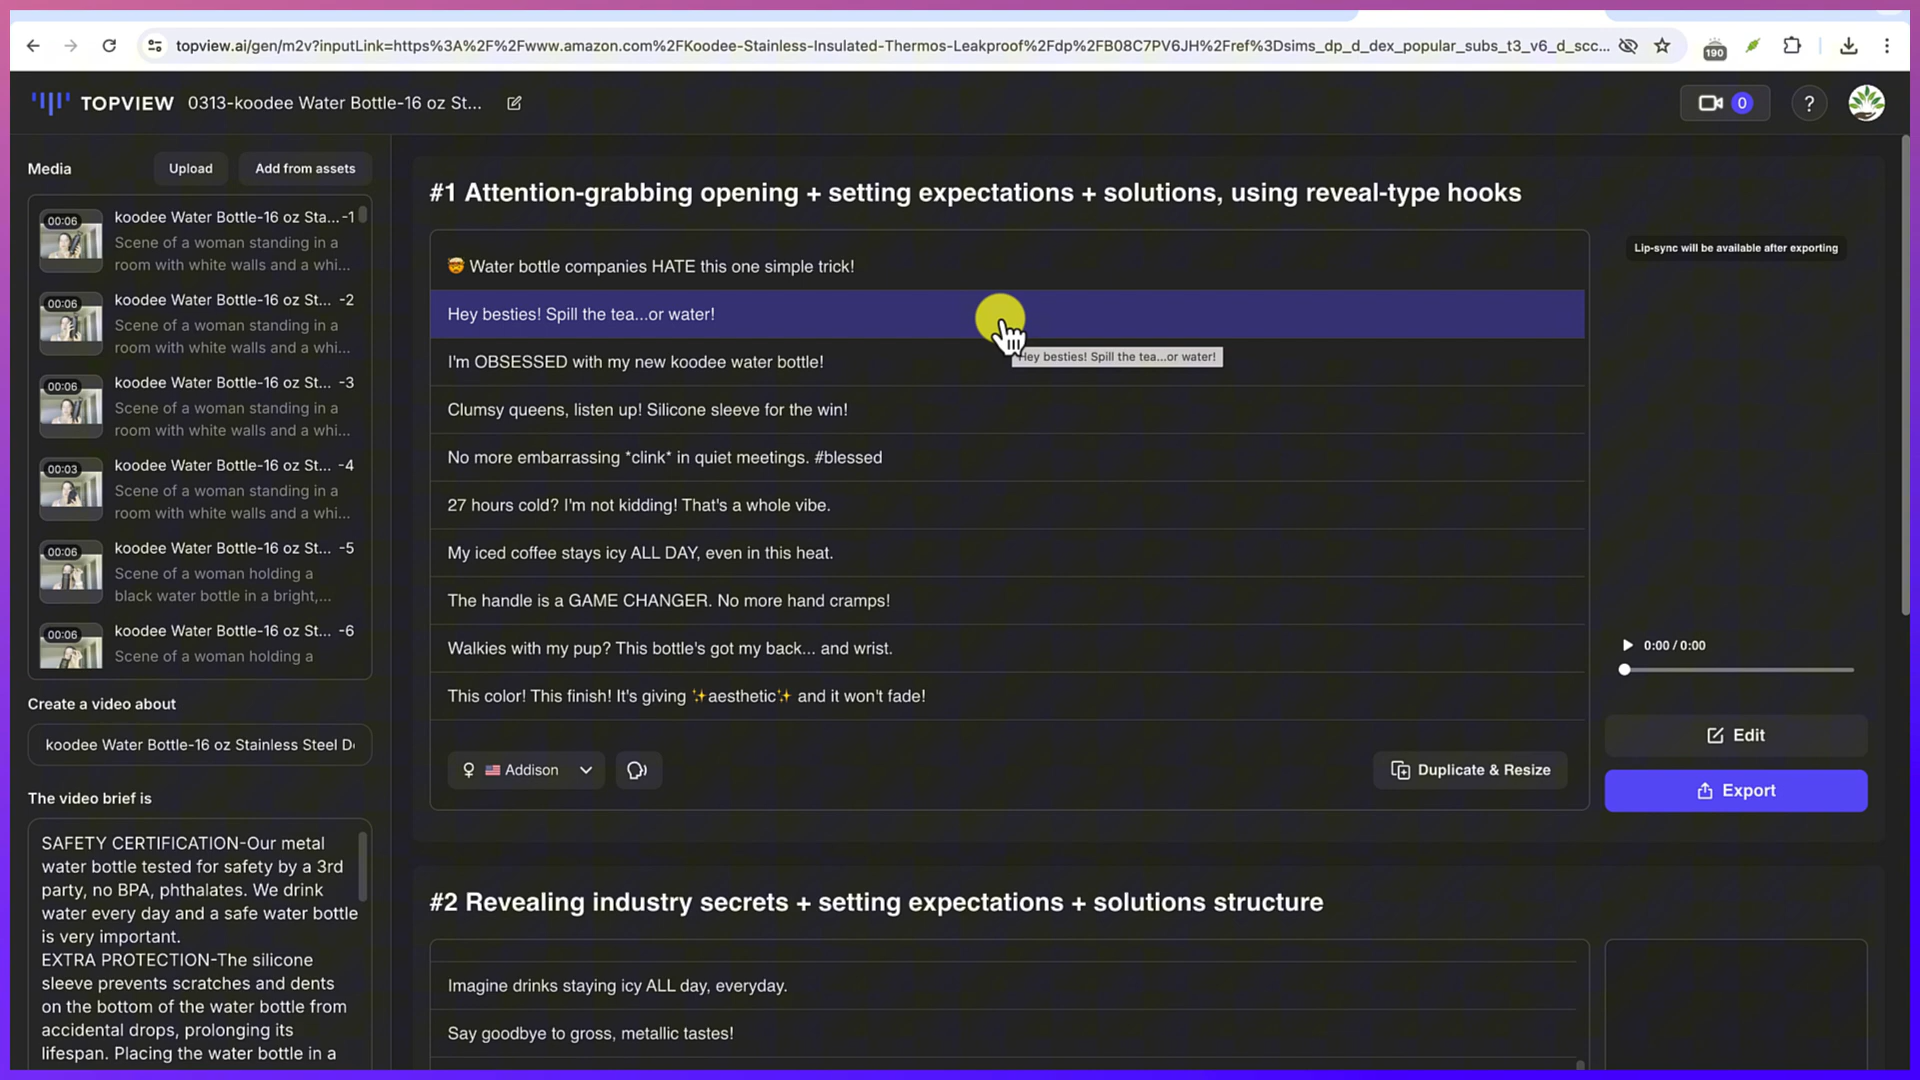 topview.ai/gen/m2v?inputLink=https%3A%2F%2Fwww.amazon.com%2FKoodee-Stainless-Insulated-Thermos-Leakproof%2Fdp%2FB08C7PV6JH%2Fref%3Dsims_dp_d_dex_popular_subs_t3_v6_d_scc...
190
TOPVIEW
0313-koodee Water Bottle-16 oz St...
0
?
Media
Upload
Add from assets
00:06
koodee Water Bottle-16 oz Sta... -1
Scene of a woman standing in a
room with white walls and a whi...
00:06
koodee Water Bottle-16 oz St... -2
Scene of a woman standing in a
room with white walls and a whi...
00:06
koodee Water Bottle-16 oz St... -3
Scene of a woman standing in a
room with white walls and a whi...
00:03
koodee Water Bottle-16 oz St... -4
Scene of a woman standing in a
room with white walls and a whi...
00:06
koodee Water Bottle-16 oz St... -5
Scene of a woman holding a
black water bottle in a bright,...
00:06
koodee Water Bottle-16 oz St... -6
Scene of a woman holding a
Create a video about
koodee Water Bottle-16 oz Stainless Steel D
The video brief is
SAFETY CERTIFICATION-Our metal
water bottle tested for safety by a 3rd
party, no BPA, phthalates. We drink
water every day and a safe water bottle
is very important.
EXTRA PROTECTION-The silicone
sleeve prevents scratches and dents
on the bottom of the water bottle from
accidental drops, prolonging its
lifespan. Placing the water bottle in a
#1 Attention-grabbing opening + setting expectations + solutions, using reveal-type hooks
🤯 Water bottle companies HATE this one simple trick!
Hey besties! Spill the tea...or water!
Hey besties! Spill the tea...or water!
I'm OBSESSED with my new koodee water bottle!
Clumsy queens, listen up! Silicone sleeve for the win!
No more embarrassing *clink* in quiet meetings. #blessed
27 hours cold? I'm not kidding! That's a whole vibe.
My iced coffee stays icy ALL DAY, even in this heat.
The handle is a GAME CHANGER. No more hand cramps!
Walkies with my pup? This bottle's got my back... and wrist.
This color! This finish! It's giving ✨aesthetic✨ and it won't fade!
Addison
Duplicate & Resize
Lip-sync will be available after exporting
0:00 / 0:00
Edit
Export
#2 Revealing industry secrets + setting expectations + solutions structure
Imagine drinks staying icy ALL day, everyday.
Say goodbye to gross, metallic tastes!